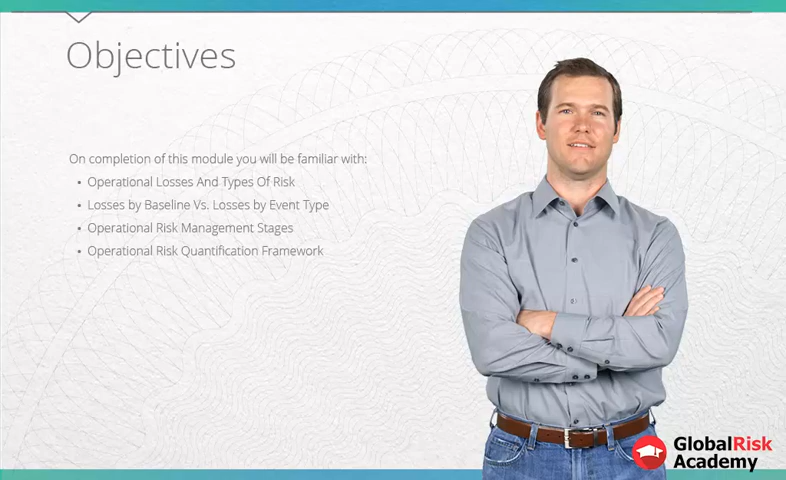 Objectives
On completion of this module you will be familiar with:
• Operational Losses And Types Of Risk
• Losses by Baseline Vs. Losses by Event Type
• Operational Risk Management Stages
• Operational Risk Quantification Framework
GlobalRisk
Academy